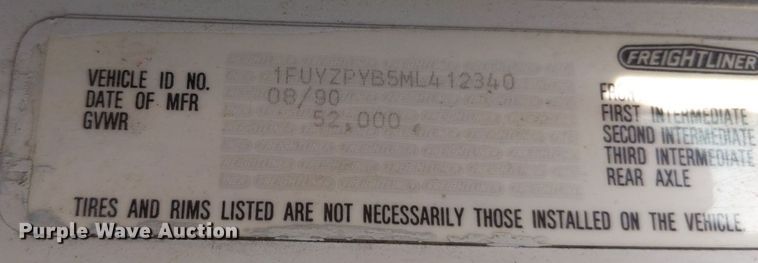 FREIGHTLINER
VEHICLE ID NO. 1FUYZPYB5ML412340
DATE OF MFR 08/90
GVWR 52,000
FRONT
FIRST INTERMEDIATE
SECOND INTERMEDIATE
THIRD INTERMEDIATE
REAR AXLE
TIRES AND RIMS LISTED ARE NOT NECESSARILY THOSE INSTALLED ON THE VEHICLE.
Purple Wave Auction